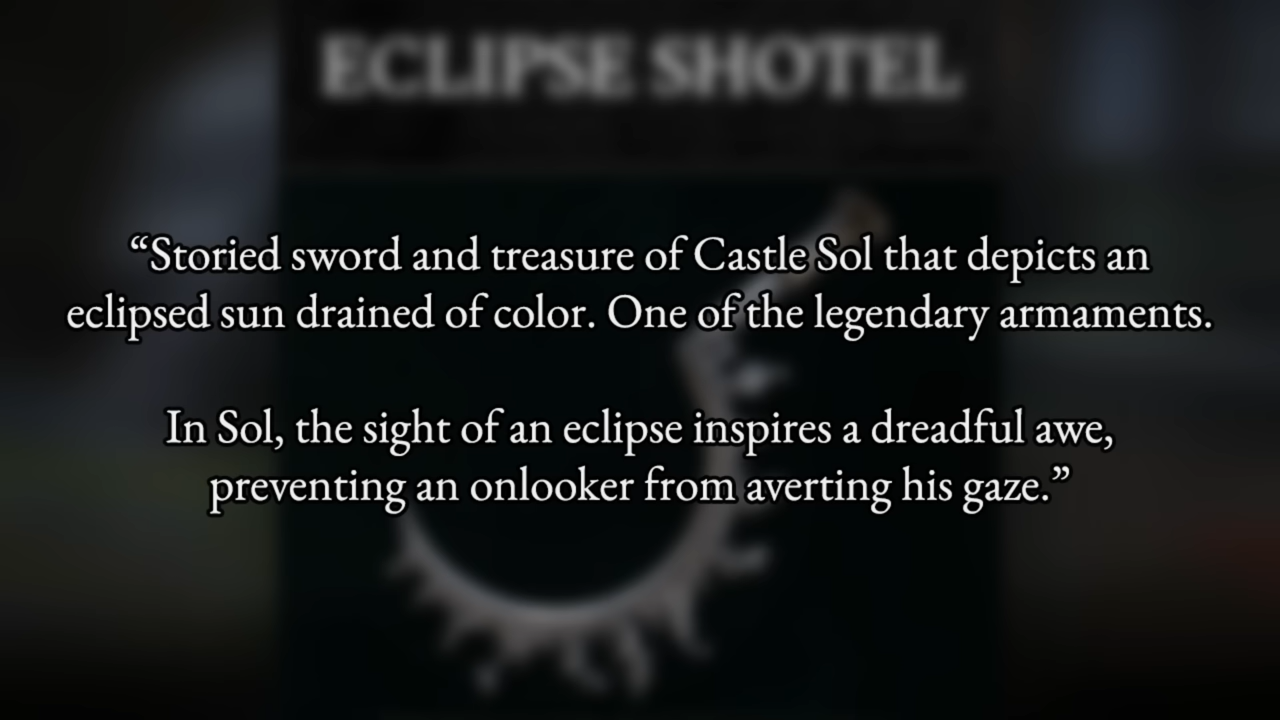 ECLIPSE SHOTEL
“Storied sword and treasure of Castle Sol that depicts an
eclipsed sun drained of color. One of the legendary armaments.
In Sol, the sight of an eclipse inspires a dreadful awe,
preventing an onlooker from averting his gaze.”